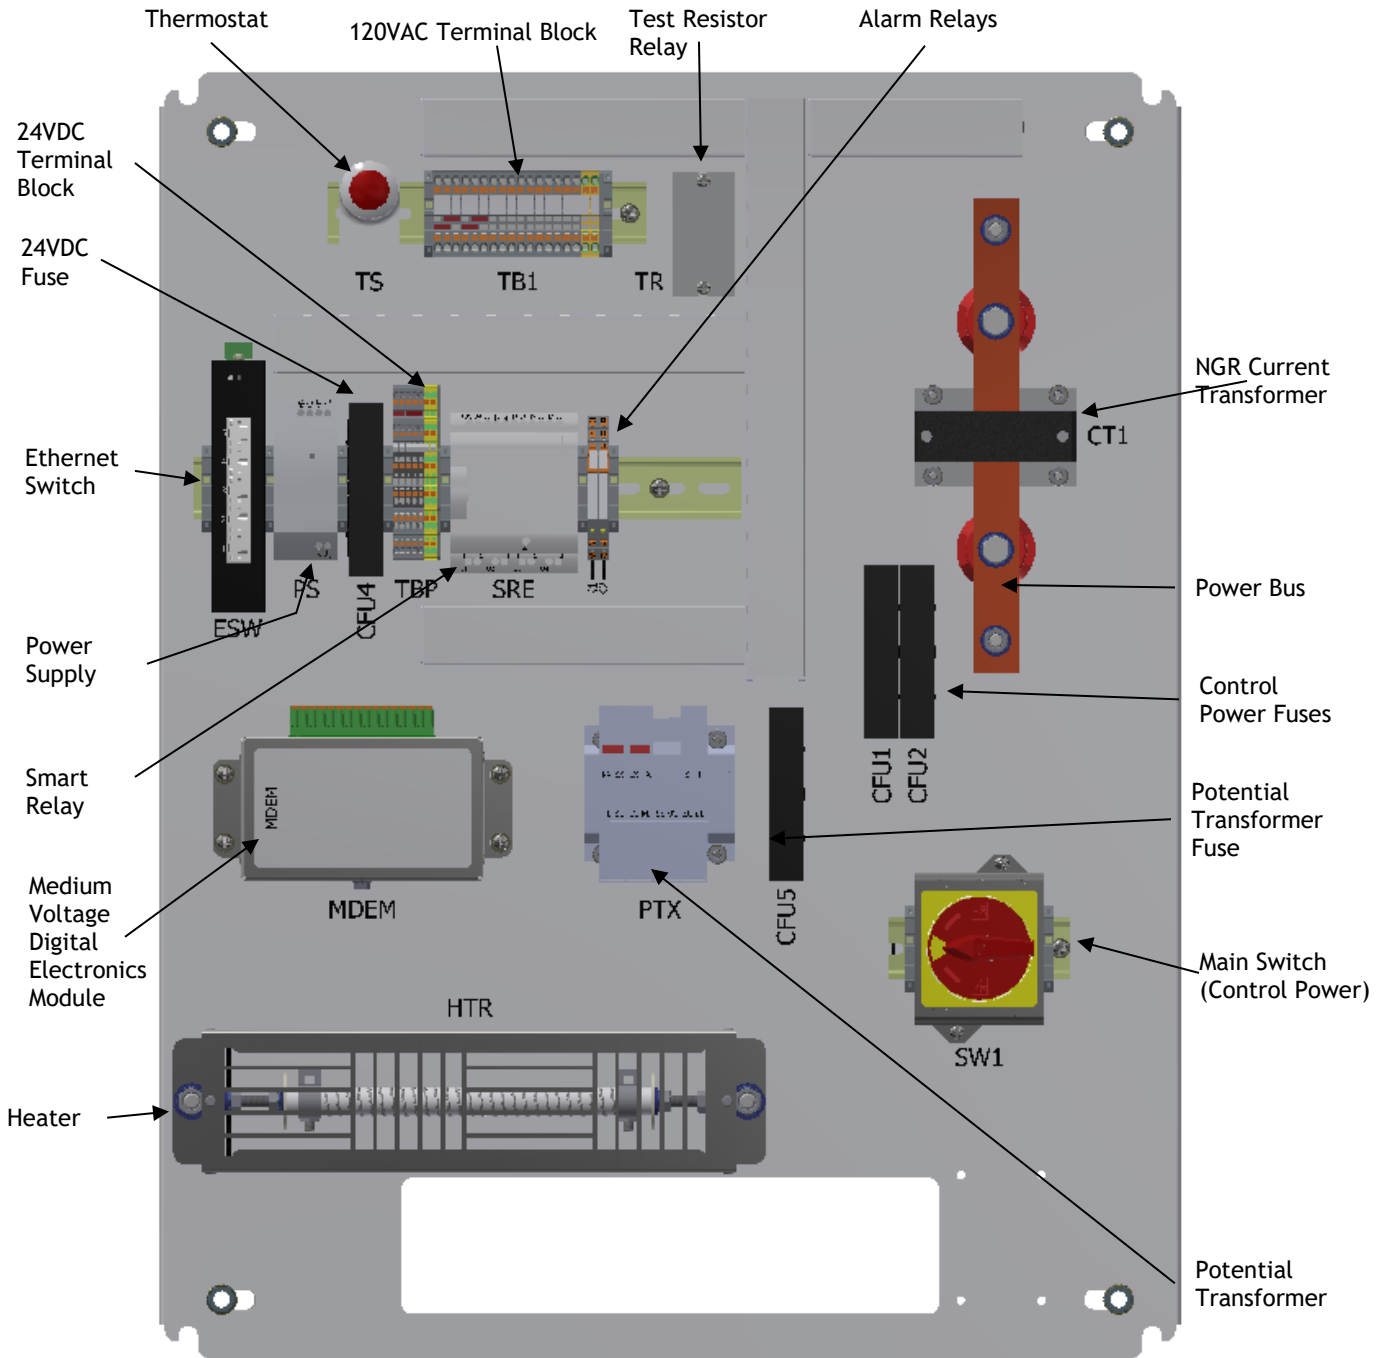 Thermostat
120VAC Terminal Block
Test Resistor
Relay
Alarm Relays
24VDC
Terminal
Block
24VDC
Fuse
TS
TB1
TR
NGR Current
Transformer
CT1
Ethernet
Switch
PS
CFU4
TBP
SRE
ESW
Power Bus
Power
Supply
Control
Power Fuses
CFU1
CFU2
Smart
Relay
MDEM
Potential
Transformer
Fuse
Medium
Voltage
Digital
Electronics
Module
MDEM
PTX
CFU5
Main Switch
(Control Power)
HTR
SW1
Heater
Potential
Transformer